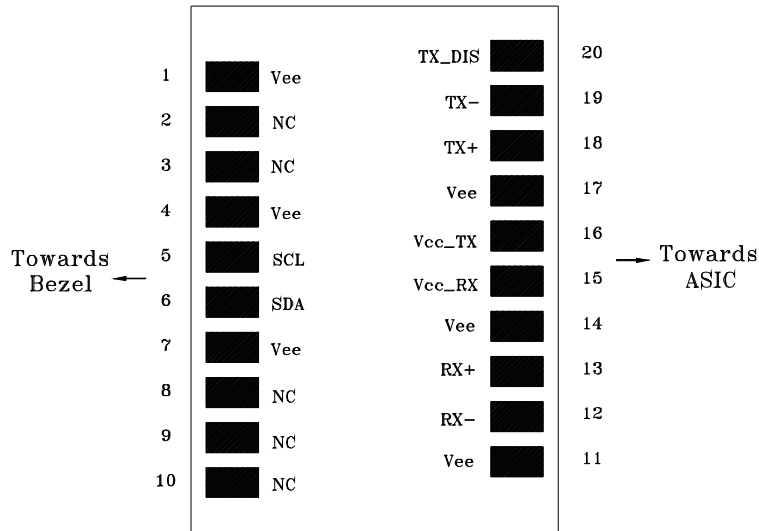 TX_DIS 20
1 Vee
TX- 19
2 NC
TX+ 18
3 NC
Vee 17
4 Vee
Vcc_TX 16
5 SCL
Towards
Bezel
Towards
ASIC
Vcc_RX 15
6 SDA
Vee 14
7 Vee
RX+ 13
8 NC
RX- 12
9 NC
Vee 11
10 NC